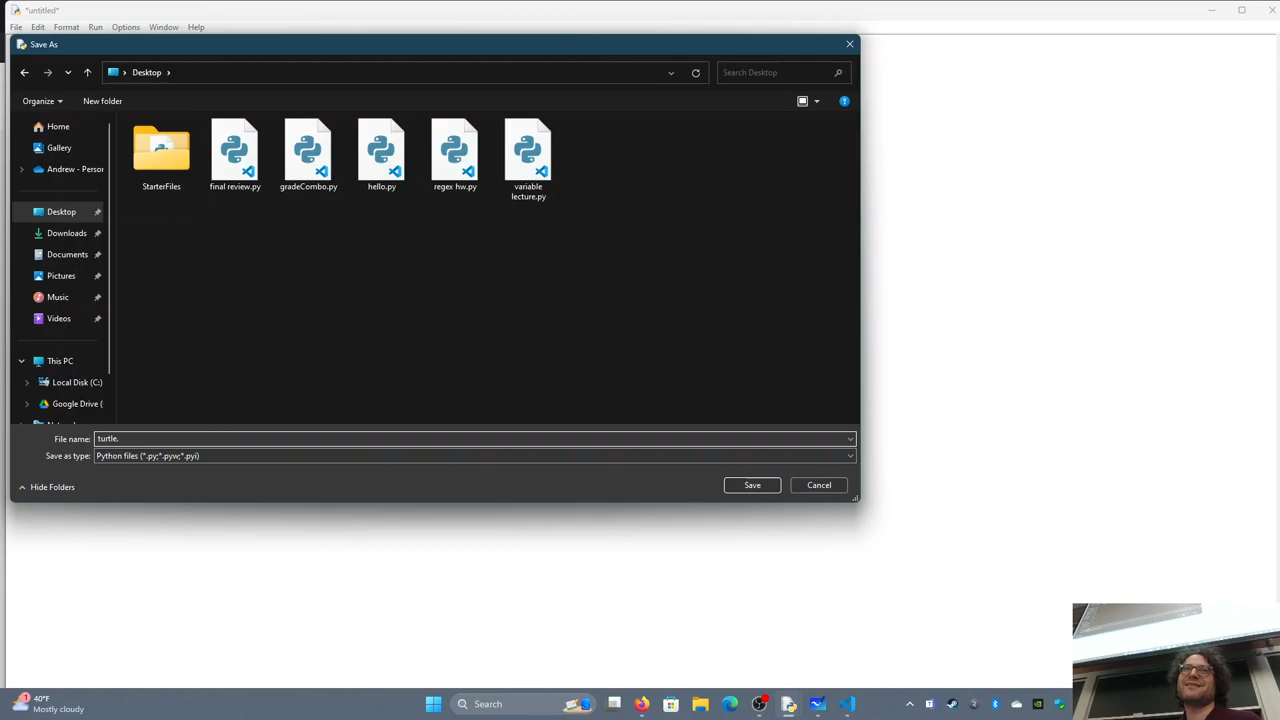 *untitled*
File Edit Format Run Options Window Help
Save As
Desktop
Search Desktop
Organize New folder
Home
Gallery
Andrew - Person
Desktop
Downloads
Documents
Pictures
Music
Videos
This PC
Local Disk (C:)
Google Drive (
StarterFiles
final review.py
gradeCombo.py
hello.py
regex hw.py
variable
lecture.py
File name: turtle.
Save as type: Python files (*.py;*.pyw;*.pyi)
Hide Folders
Save Cancel
1
40°F
Mostly cloudy
Search